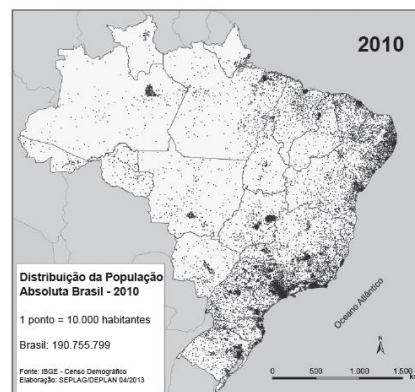 2010
Distribuição da População
Absoluta Brasil - 2010
1 ponto = 10.000 habitantes
Brasil: 190.755.799
Fonte: IBGE - Censo Demográfico
Elaboração: SEPLAG/DEPLAN 04/2013
Oceano Atlântico
N
0 500 1.000 1.500